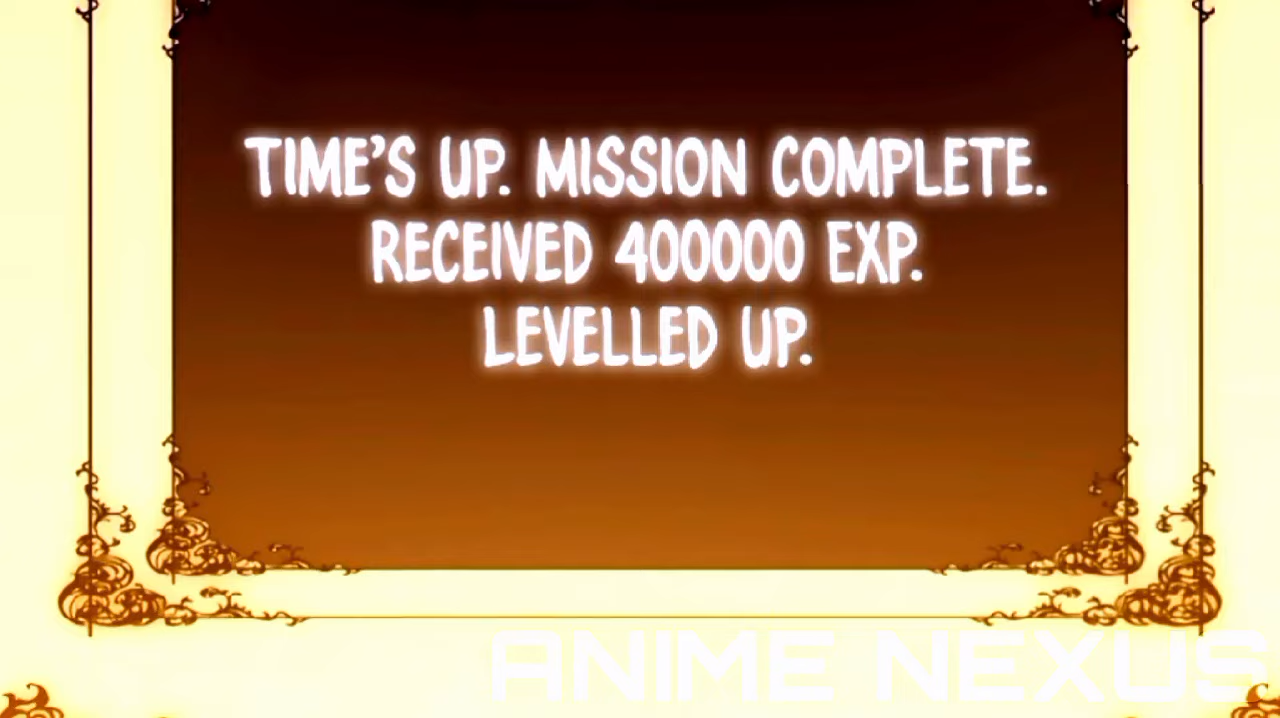 TIME'S UP. MISSION COMPLETE.
RECEIVED 400000 EXP.
LEVELLED UP.
ANIME NEXUS